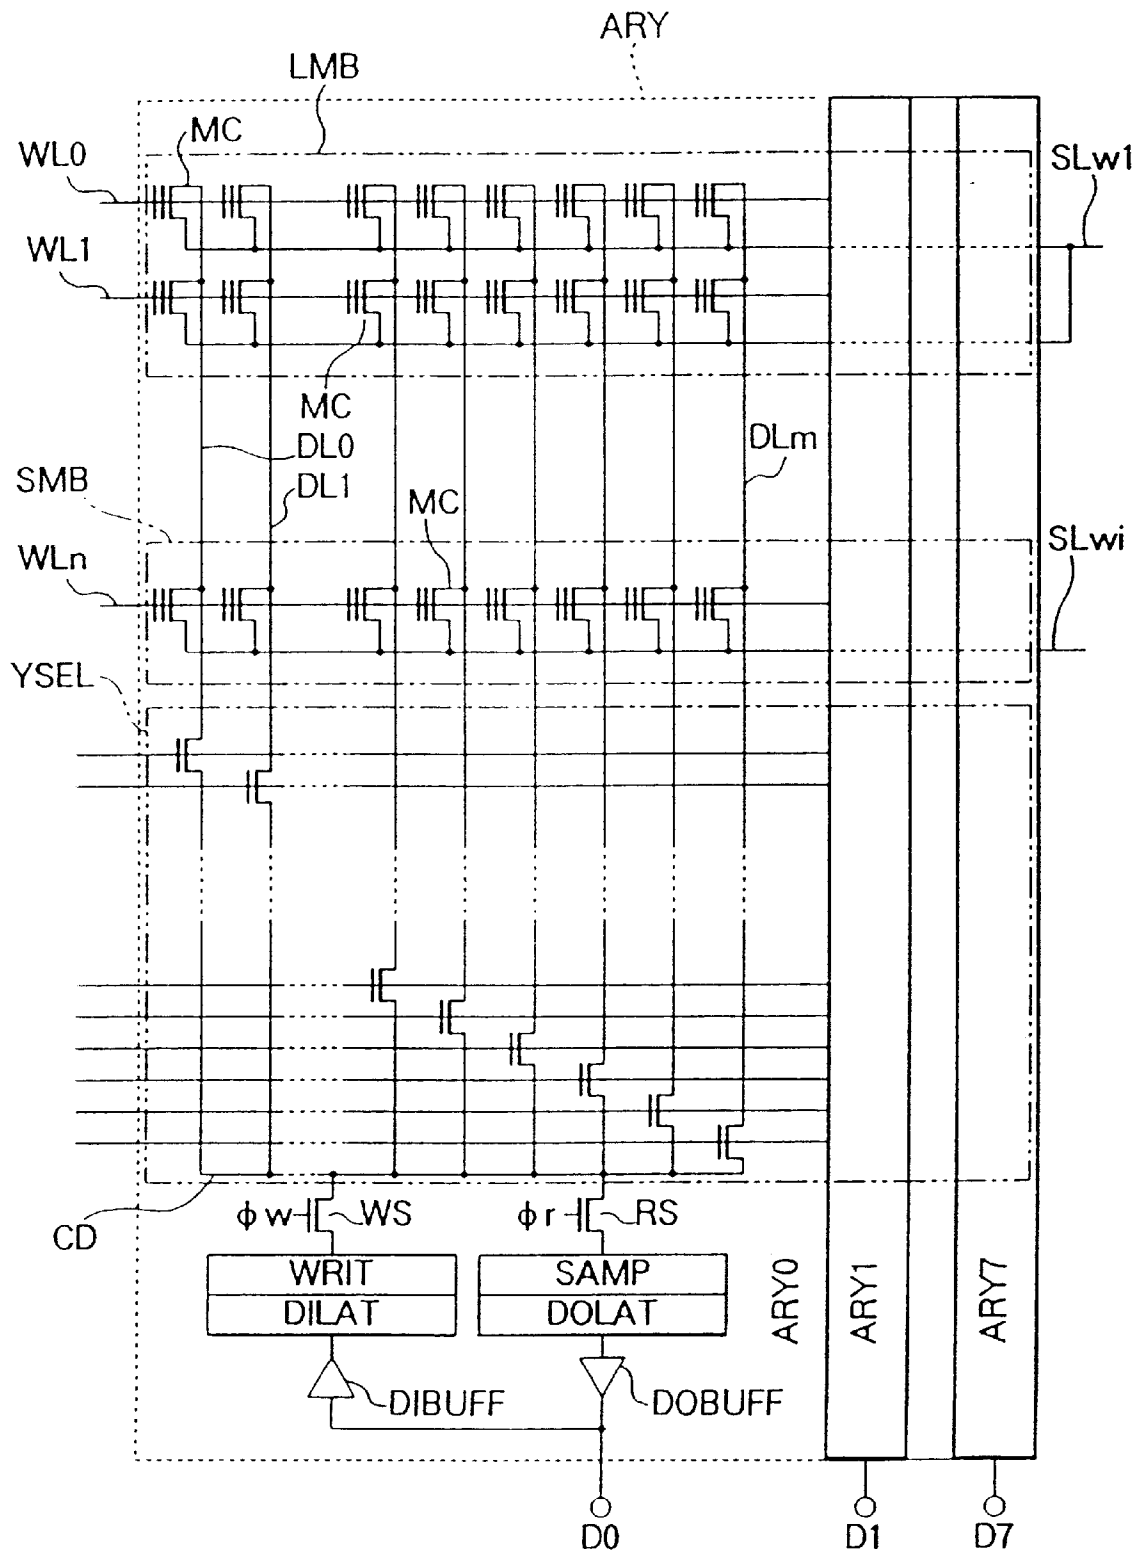 ARY
LMB
MC
WL0
SLw1
WL1
MC
DL0
DLm
SMB
DL1
MC
WLn
SLwi
YSEL
CD
ϕw
WS
ϕr
RS
WRIT
SAMP
DILAT
DOLAT
ARY0
ARY1
ARY7
DIBUFF
DOBUFF
D0
D1
D7